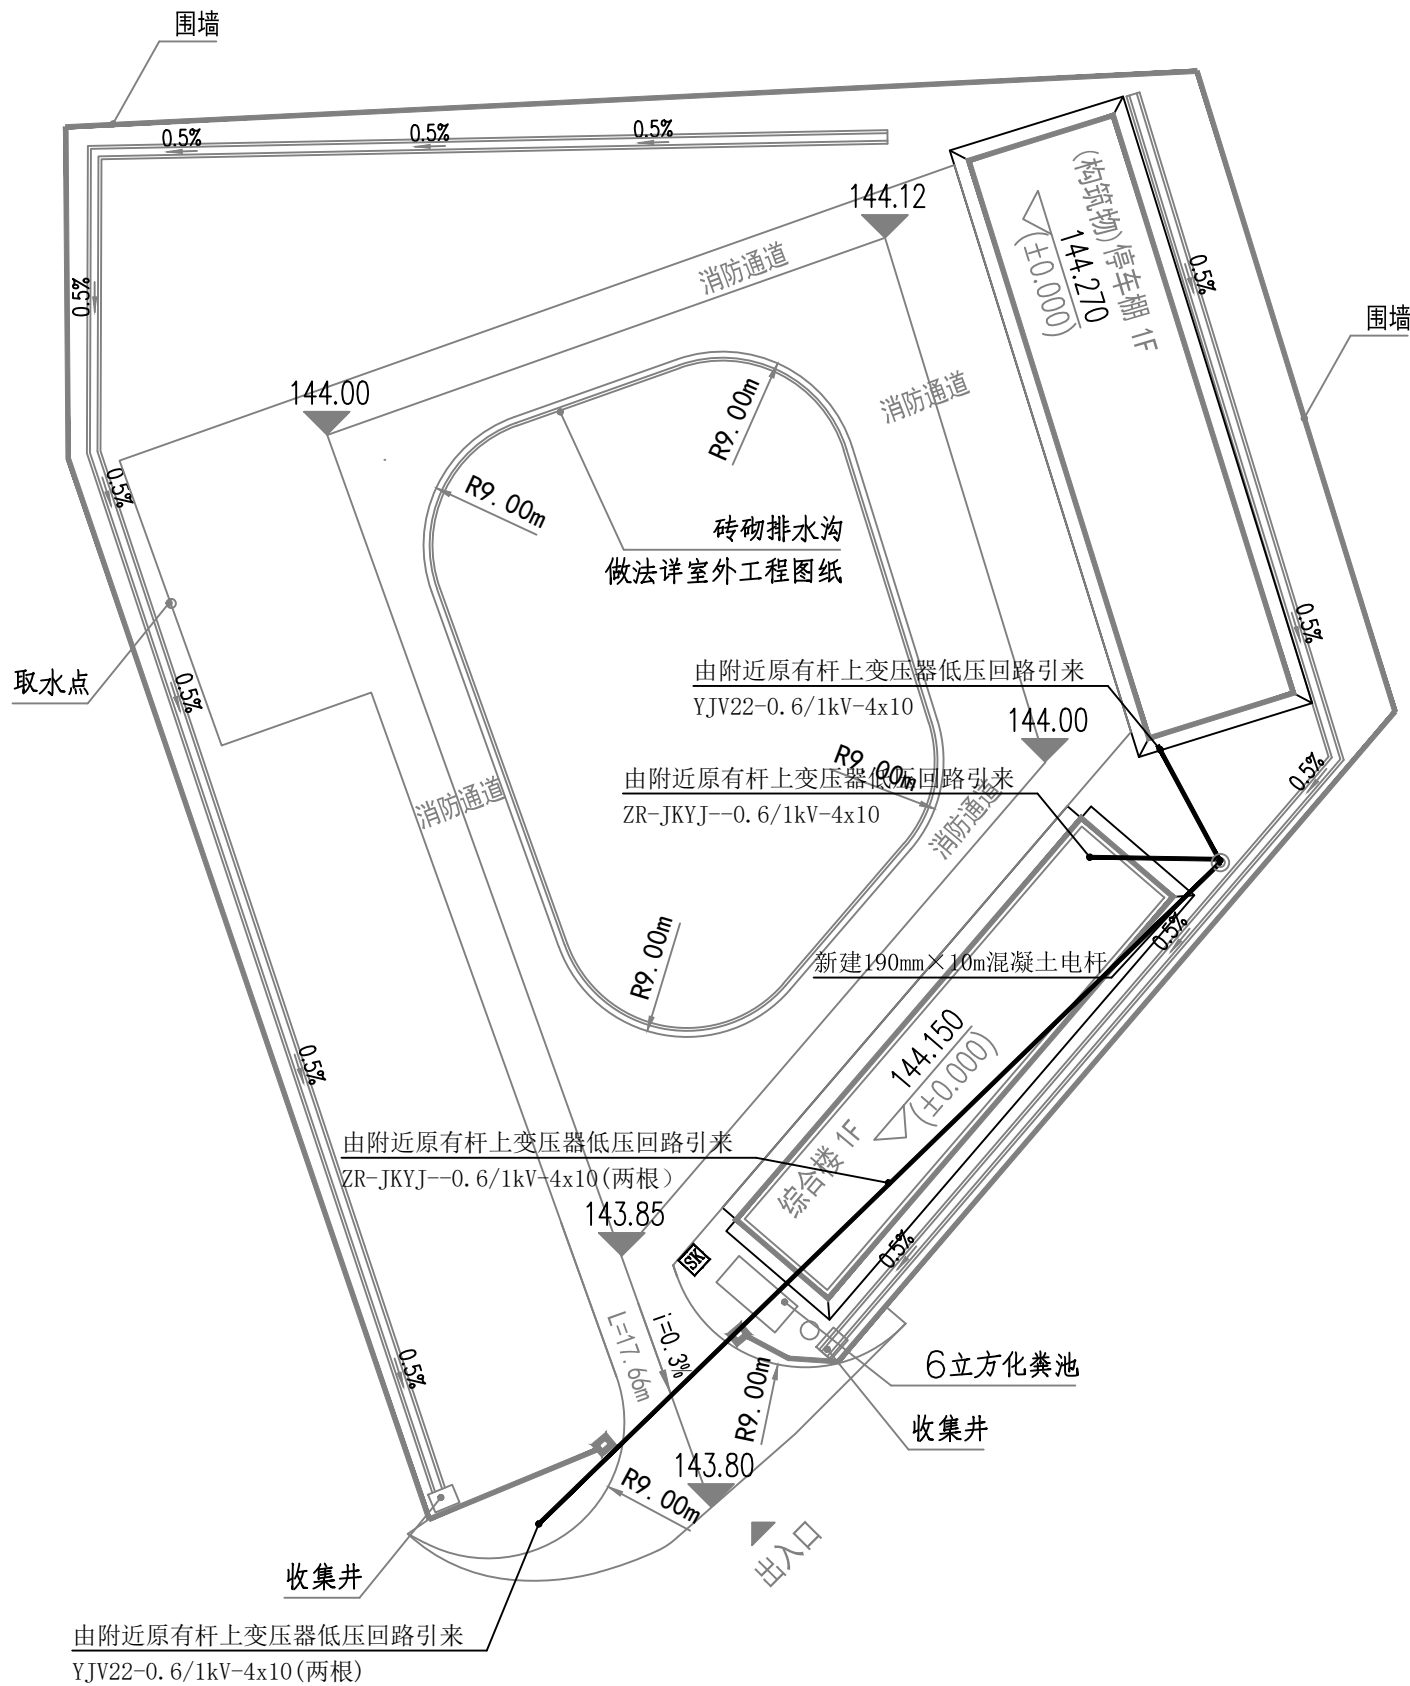 围墙
0.5%
0.5%
0.5%
144.12
(构筑物)停车棚 1F
144.270
(±0.000)
消防通道
0.5%
0.5%
围墙
144.00
消防通道
R9.00m
R9.00m
0.5%
砖砌排水沟
做法详室外工程图纸
0.5%
取水点
0.5%
由附近原有杆上变压器低压回路引来
YJV22-0.6/1kV-4x10
144.00
R9.00m
由附近原有杆上变压器低压回路引来
ZR-JKYJ--0.6/1kV-4x10
0.5%
消防通道
消防通道
R9.00m
0.5%
新建190mm×10m混凝土电杆
144.150
(±0.000)
综合楼 1F
0.5%
由附近原有杆上变压器低压回路引来
ZR-JKYJ--0.6/1kV-4x10(两根)
143.85
0.5%
SK
i=0.3%
L=17.66m
0.5%
6立方化粪池
R9.00m
收集井
143.80
R9.00m
出入口
收集井
由附近原有杆上变压器低压回路引来
YJV22-0.6/1kV-4x10(两根)